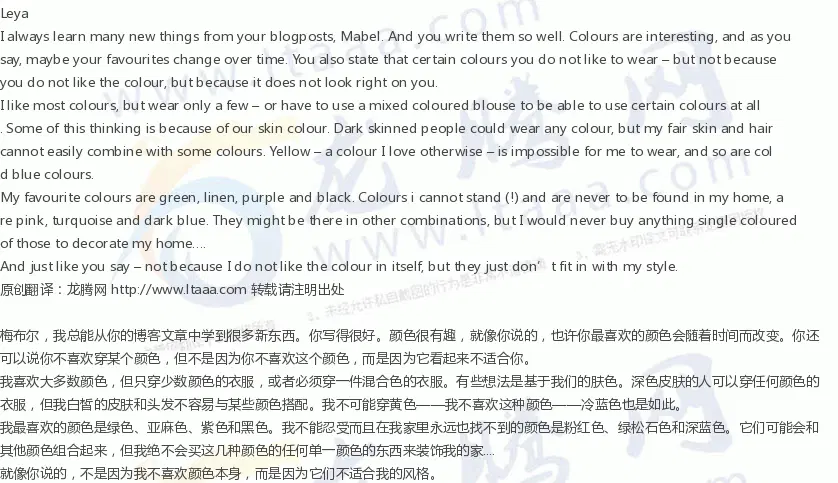 Leya
I always learn many new things from your blogposts, Mabel. And you write them so well. Colours are interesting, and as you
say, maybe your favourites change over time. You also state that certain colours you do not like to wear – but not because
you do not like the colour, but because it does not look right on you.
I like most colours, but wear only a few – or have to use a mixed coloured blouse to be able to use certain colours at all
. Some of this thinking is because of our skin colour. Dark skinned people could wear any colour, but my fair skin and hair
cannot easily combine with some colours. Yellow – a colour I love otherwise – is impossible for me to wear, and so are col
d blue colours.
My favourite colours are green, linen, purple and black. Colours i cannot stand (!) and are never to be found in my home, a
re pink, turquoise and dark blue. They might be there in other combinations, but I would never buy anything single coloured
of those to decorate my home....
And just like you say – not because I do not like the colour in itself, but they just don't fit in with my style.
原创翻译：龙腾网 http://www.ltaaa.com 转载请注明出处
梅布尔，我总能从你的博客文章中学到很多新东西。你写得很好。颜色很有趣，就像你说的，也许你最喜欢的颜色会随着时间而改变。你还
可以说你不喜欢穿某个颜色，但不是因为你不喜欢这个颜色，而是因为它看起来不适合你。
我喜欢大多数颜色，但只穿少数颜色的衣服，或者必须穿一件混合色的衣服。有些想法是基于我们的肤色。深色皮肤的人可以穿任何颜色的
衣服，但我白皙的皮肤和头发不容易与某些颜色搭配。我不可能穿黄色——我不喜欢这种颜色——冷蓝色也是如此。
我最喜欢的颜色是绿色、亚麻色、紫色和黑色。我不能忍受而且在我家里永远也找不到的颜色是粉红色、绿松石色和深蓝色。它们可能会和
其他颜色组合起来，但我绝不会买这几种颜色的任何单一颜色的东西来装饰我的家....
就像你说的，不是因为我不喜欢颜色本身，而是因为它们不适合我的风格。
龙腾网
www.ltaaa.com